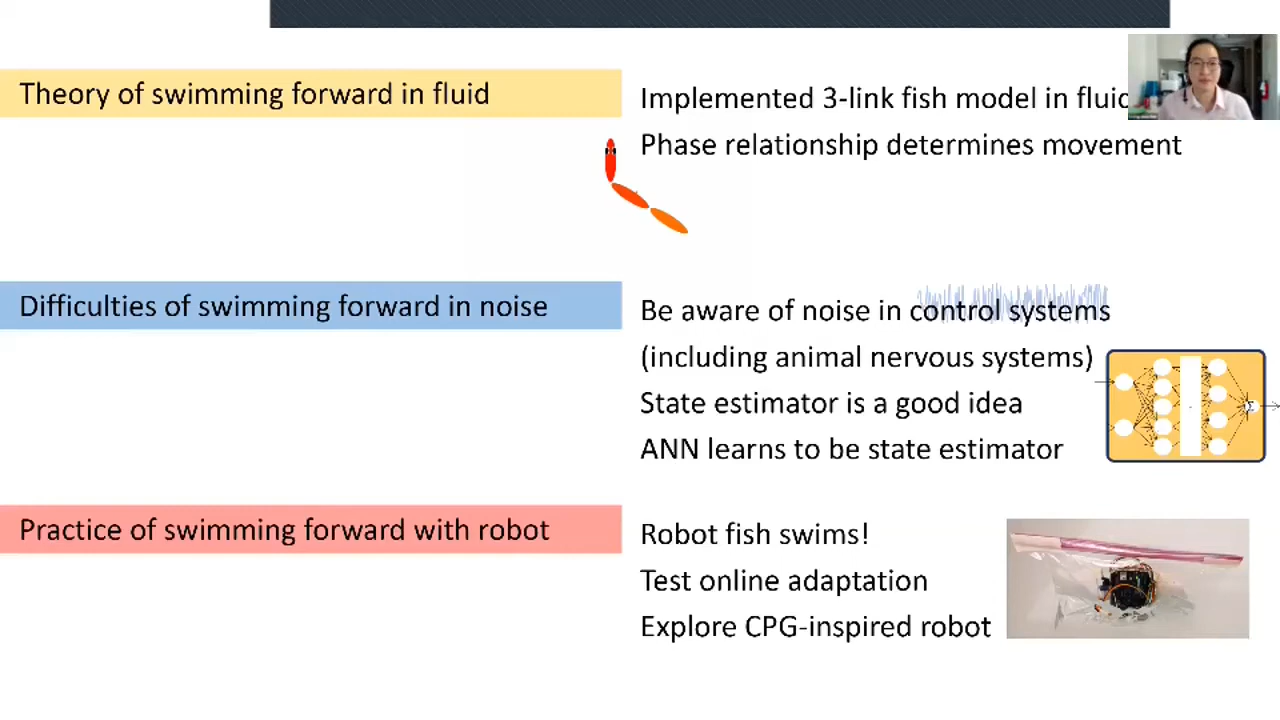 Theory of swimming forward in fluid
Implemented 3-link fish model in fluid
Phase relationship determines movement
Difficulties of swimming forward in noise
Be aware of noise in control systems
(including animal nervous systems)
State estimator is a good idea
ANN learns to be state estimator
Practice of swimming forward with robot
Robot fish swims!
Test online adaptation
Explore CPG-inspired robot